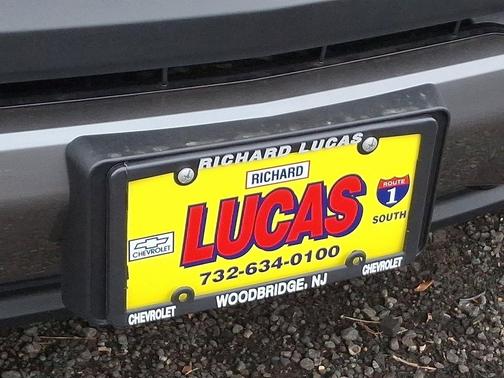 RICHARD LUCAS
RICHARD
LUCAS
ROUTE
1
SOUTH
CHEVROLET
732-634-0100
CHEVROLET
WOODBRIDGE, NJ
CHEVROLET